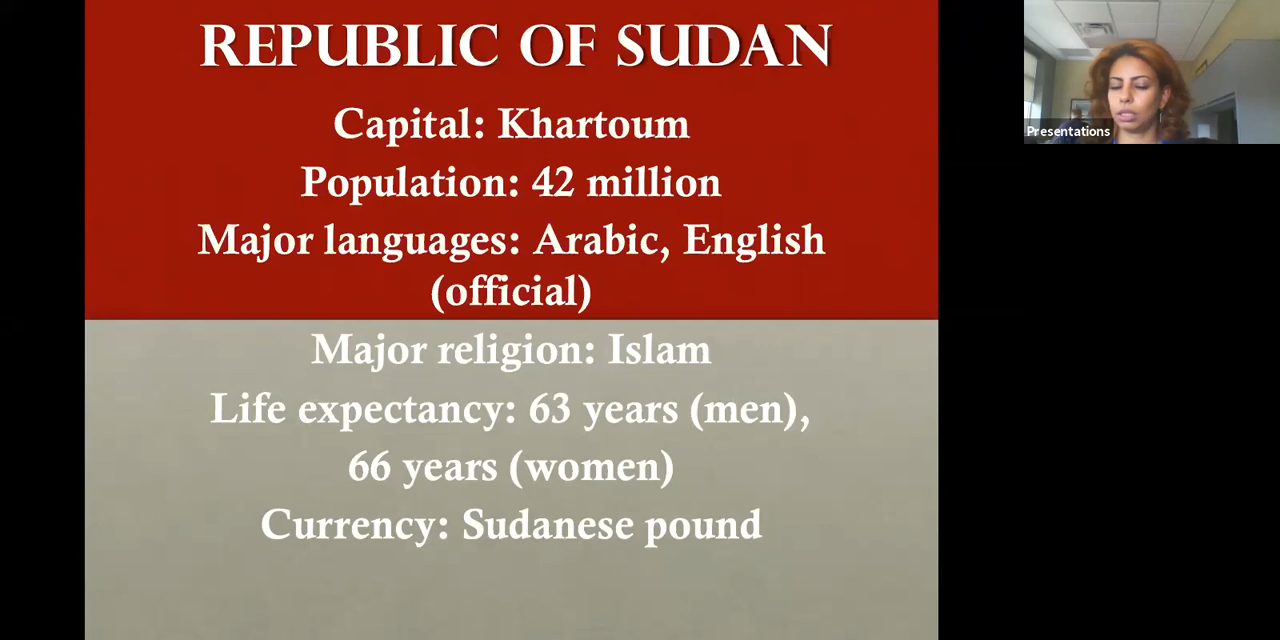 REPUBLIC OF SUDAN
Capital: Khartoum
Population: 42 million
Major languages: Arabic, English
(official)
Major religion: Islam
Life expectancy: 63 years (men),
66 years (women)
Currency: Sudanese pound
Presentations